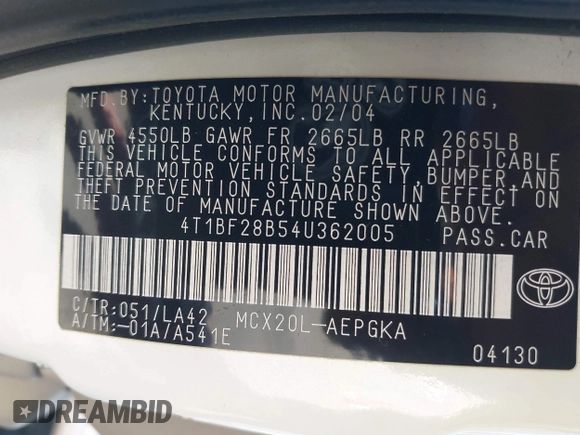 MFD.BY:TOYOTA MOTOR MANUFACTURING,
KENTUCKY, INC.02/04
GVWR 4550LB GAWR FR 2665LB RR 2665LB
THIS VEHICLE CONFORMS TO ALL APPLICABLE
FEDERAL MOTOR VEHICLE SAFETY, BUMPER, AND
THEFT PREVENTION STANDARDS IN EFFECT ON
THE DATE OF MANUFACTURE SHOWN ABOVE.
4T1BF28B54U362005 PASS.CAR
C/TR:051/LA42 MCX20L-AEPGKA
A/TM:-01A/A541E
04130
DREAMBID